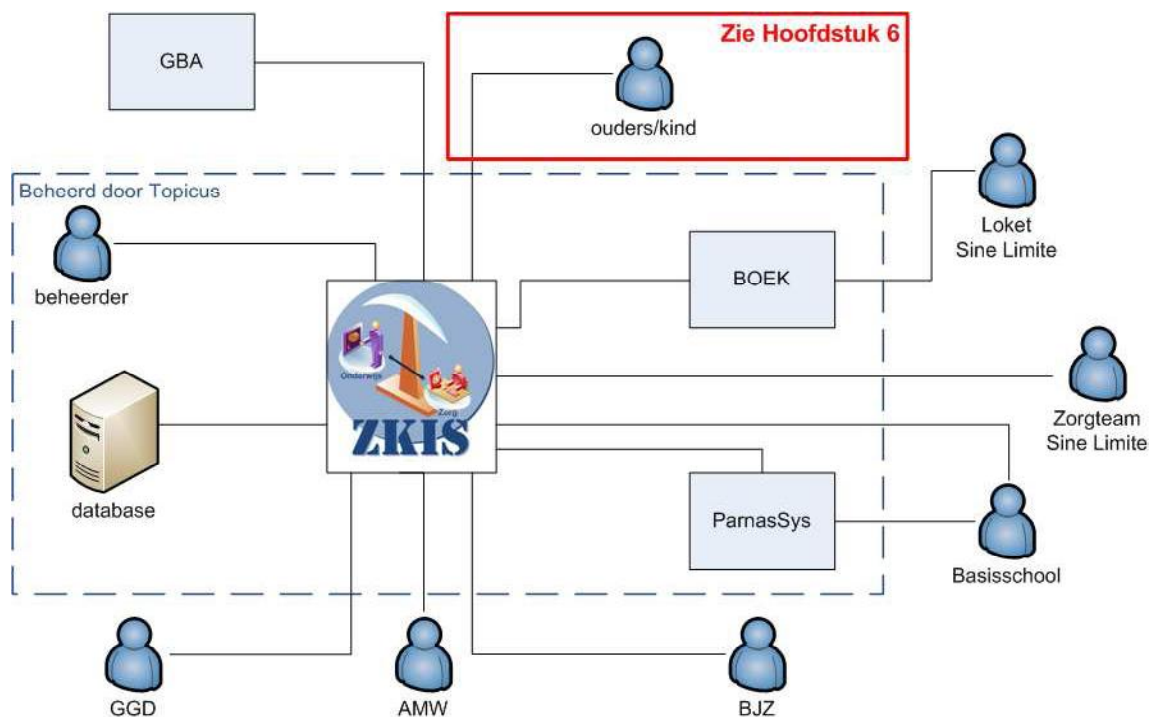 GBA
Zie Hoofdstuk 6
ouders/kind
Beheerd door Topicus
beheerder
BOEK
Loket
Sine Limite
Onderwijs
Zorg
ZKIS
Zorgteam
Sine Limite
database
ParnasSys
Basisschool
GGD
AMW
BJZ